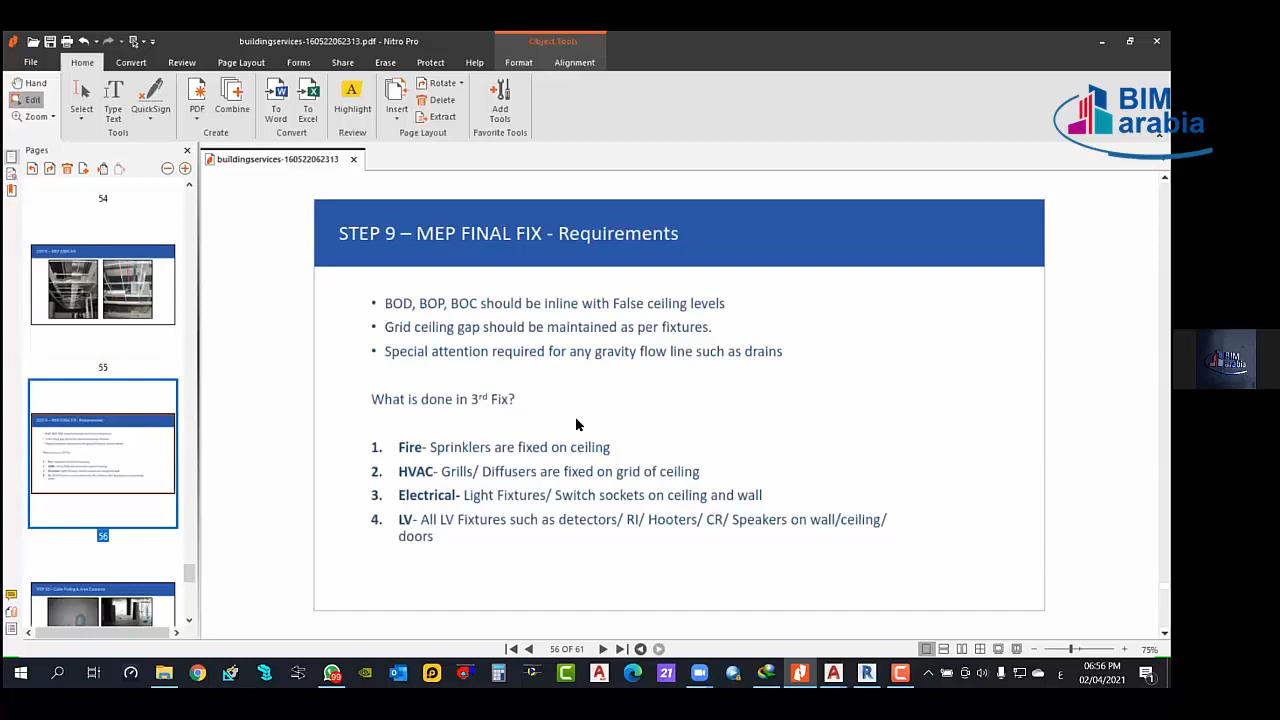 buildingservices-160522062313.pdf - Nitro Pro
Object Tools
File Home Convert Review Page Layout Forms Share Erase Protect Help Format Alignment
Hand
Edit
Zoom
Select
Type Text
QuickSign
Tools
PDF
Combine
Create
To Word
To Excel
Convert
Highlight
Review
Insert
Rotate
Delete
Extract
Page Layout
Add Tools
Favorite Tools
BIM
arabia
Pages
buildingservices-160522062313
54
55
56
STEP 9 – MEP FINAL FIX - Requirements
• BOD, BOP, BOC should be inline with False ceiling levels
• Grid ceiling gap should be maintained as per fixtures.
• Special attention required for any gravity flow line such as drains
What is done in 3rd Fix?
1. Fire- Sprinklers are fixed on ceiling
2. HVAC- Grills/ Diffusers are fixed on grid of ceiling
3. Electrical- Light Fixtures/ Switch sockets on ceiling and wall
4. LV- All LV Fixtures such as detectors/ RI/ Hooters/ CR/ Speakers on wall/ceiling/
doors
BIM
arabia
56 OF 61
75%
99
21
ع
06:56 PM
02/04/2021
1